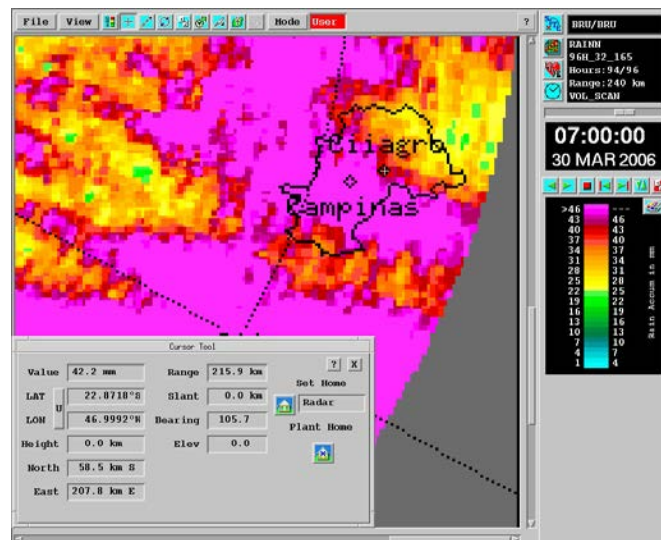 File View Mode User ?
BRU/BRU
RAINN
96H_32_165
Hours:94/96
Range:240 km
VOL_SCAN
07:00:00
30 MAR 2006
Ciiagro
Campinas
>46 ---
43 46
40 43
37 40
34 37
31 34
28 31
25 28
22 25
19 22
16 19
13 16
10 13
7 10
4 7
1 4
Rain Accum in mm
Cursor Tool
? X
Value 42.2 mm Range 215.9 km
Set Home
LAT 22.8718°S Slant 0.0 km
U
Radar
LON 46.9992°W Bearing 105.7
Plant Home
Height 0.0 km Elev 0.0
North 58.5 km S
East 207.8 km E